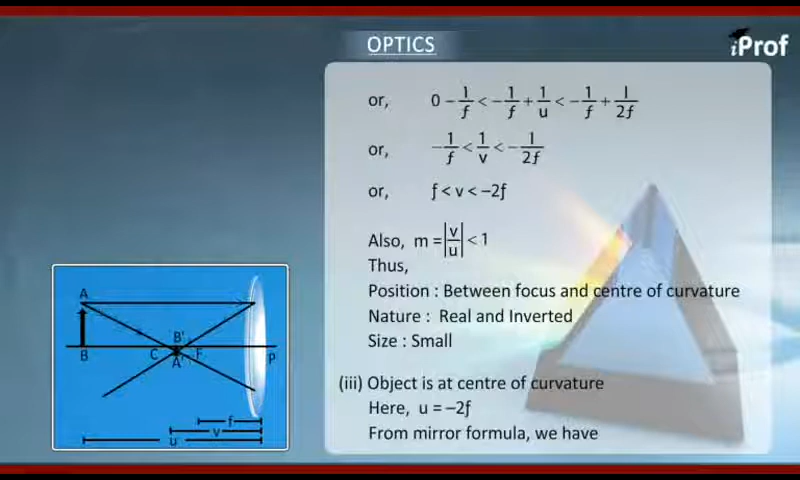 OPTICS
iProf
or, 0 – 1/f < – 1/f + 1/u < – 1/f + 1/2f
or, – 1/f < 1/v < – 1/2f
or, f < v < –2f
Also, m = |v/u| < 1
Thus,
Position : Between focus and centre of curvature
Nature : Real and Inverted
Size : Small
(iii) Object is at centre of curvature
Here, u = –2f
From mirror formula, we have
A
B'
B C A' F P
f
v
u